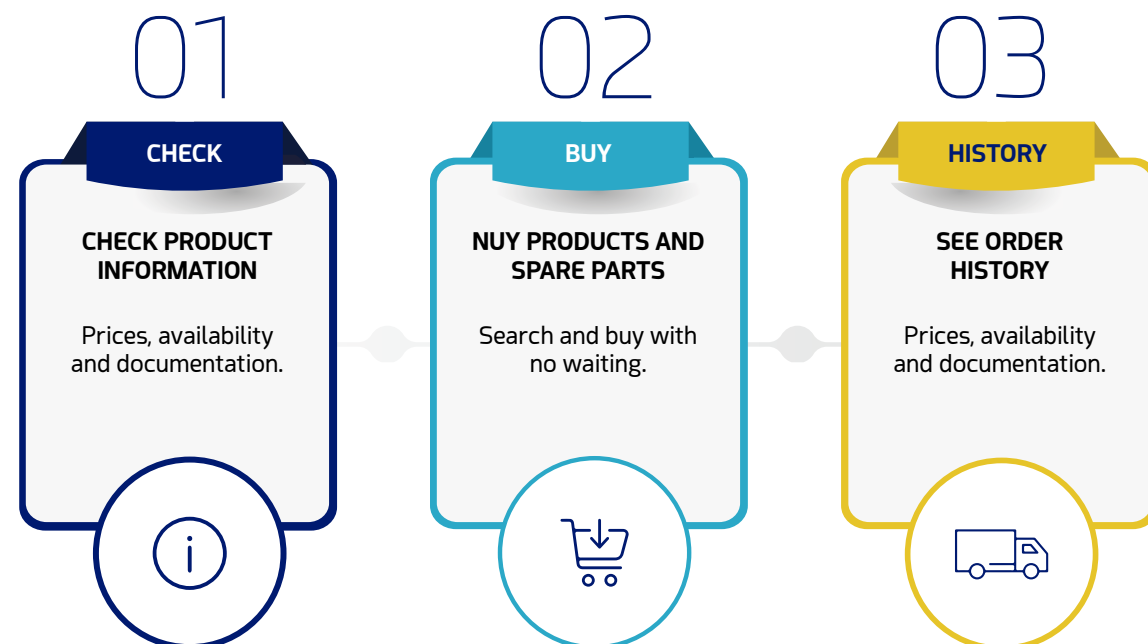 01
CHECK
CHECK PRODUCT
INFORMATION
Prices, availability
and documentation.
02
BUY
NUY PRODUCTS AND
SPARE PARTS
Search and buy with
no waiting.
03
HISTORY
SEE ORDER
HISTORY
Prices, availability
and documentation.